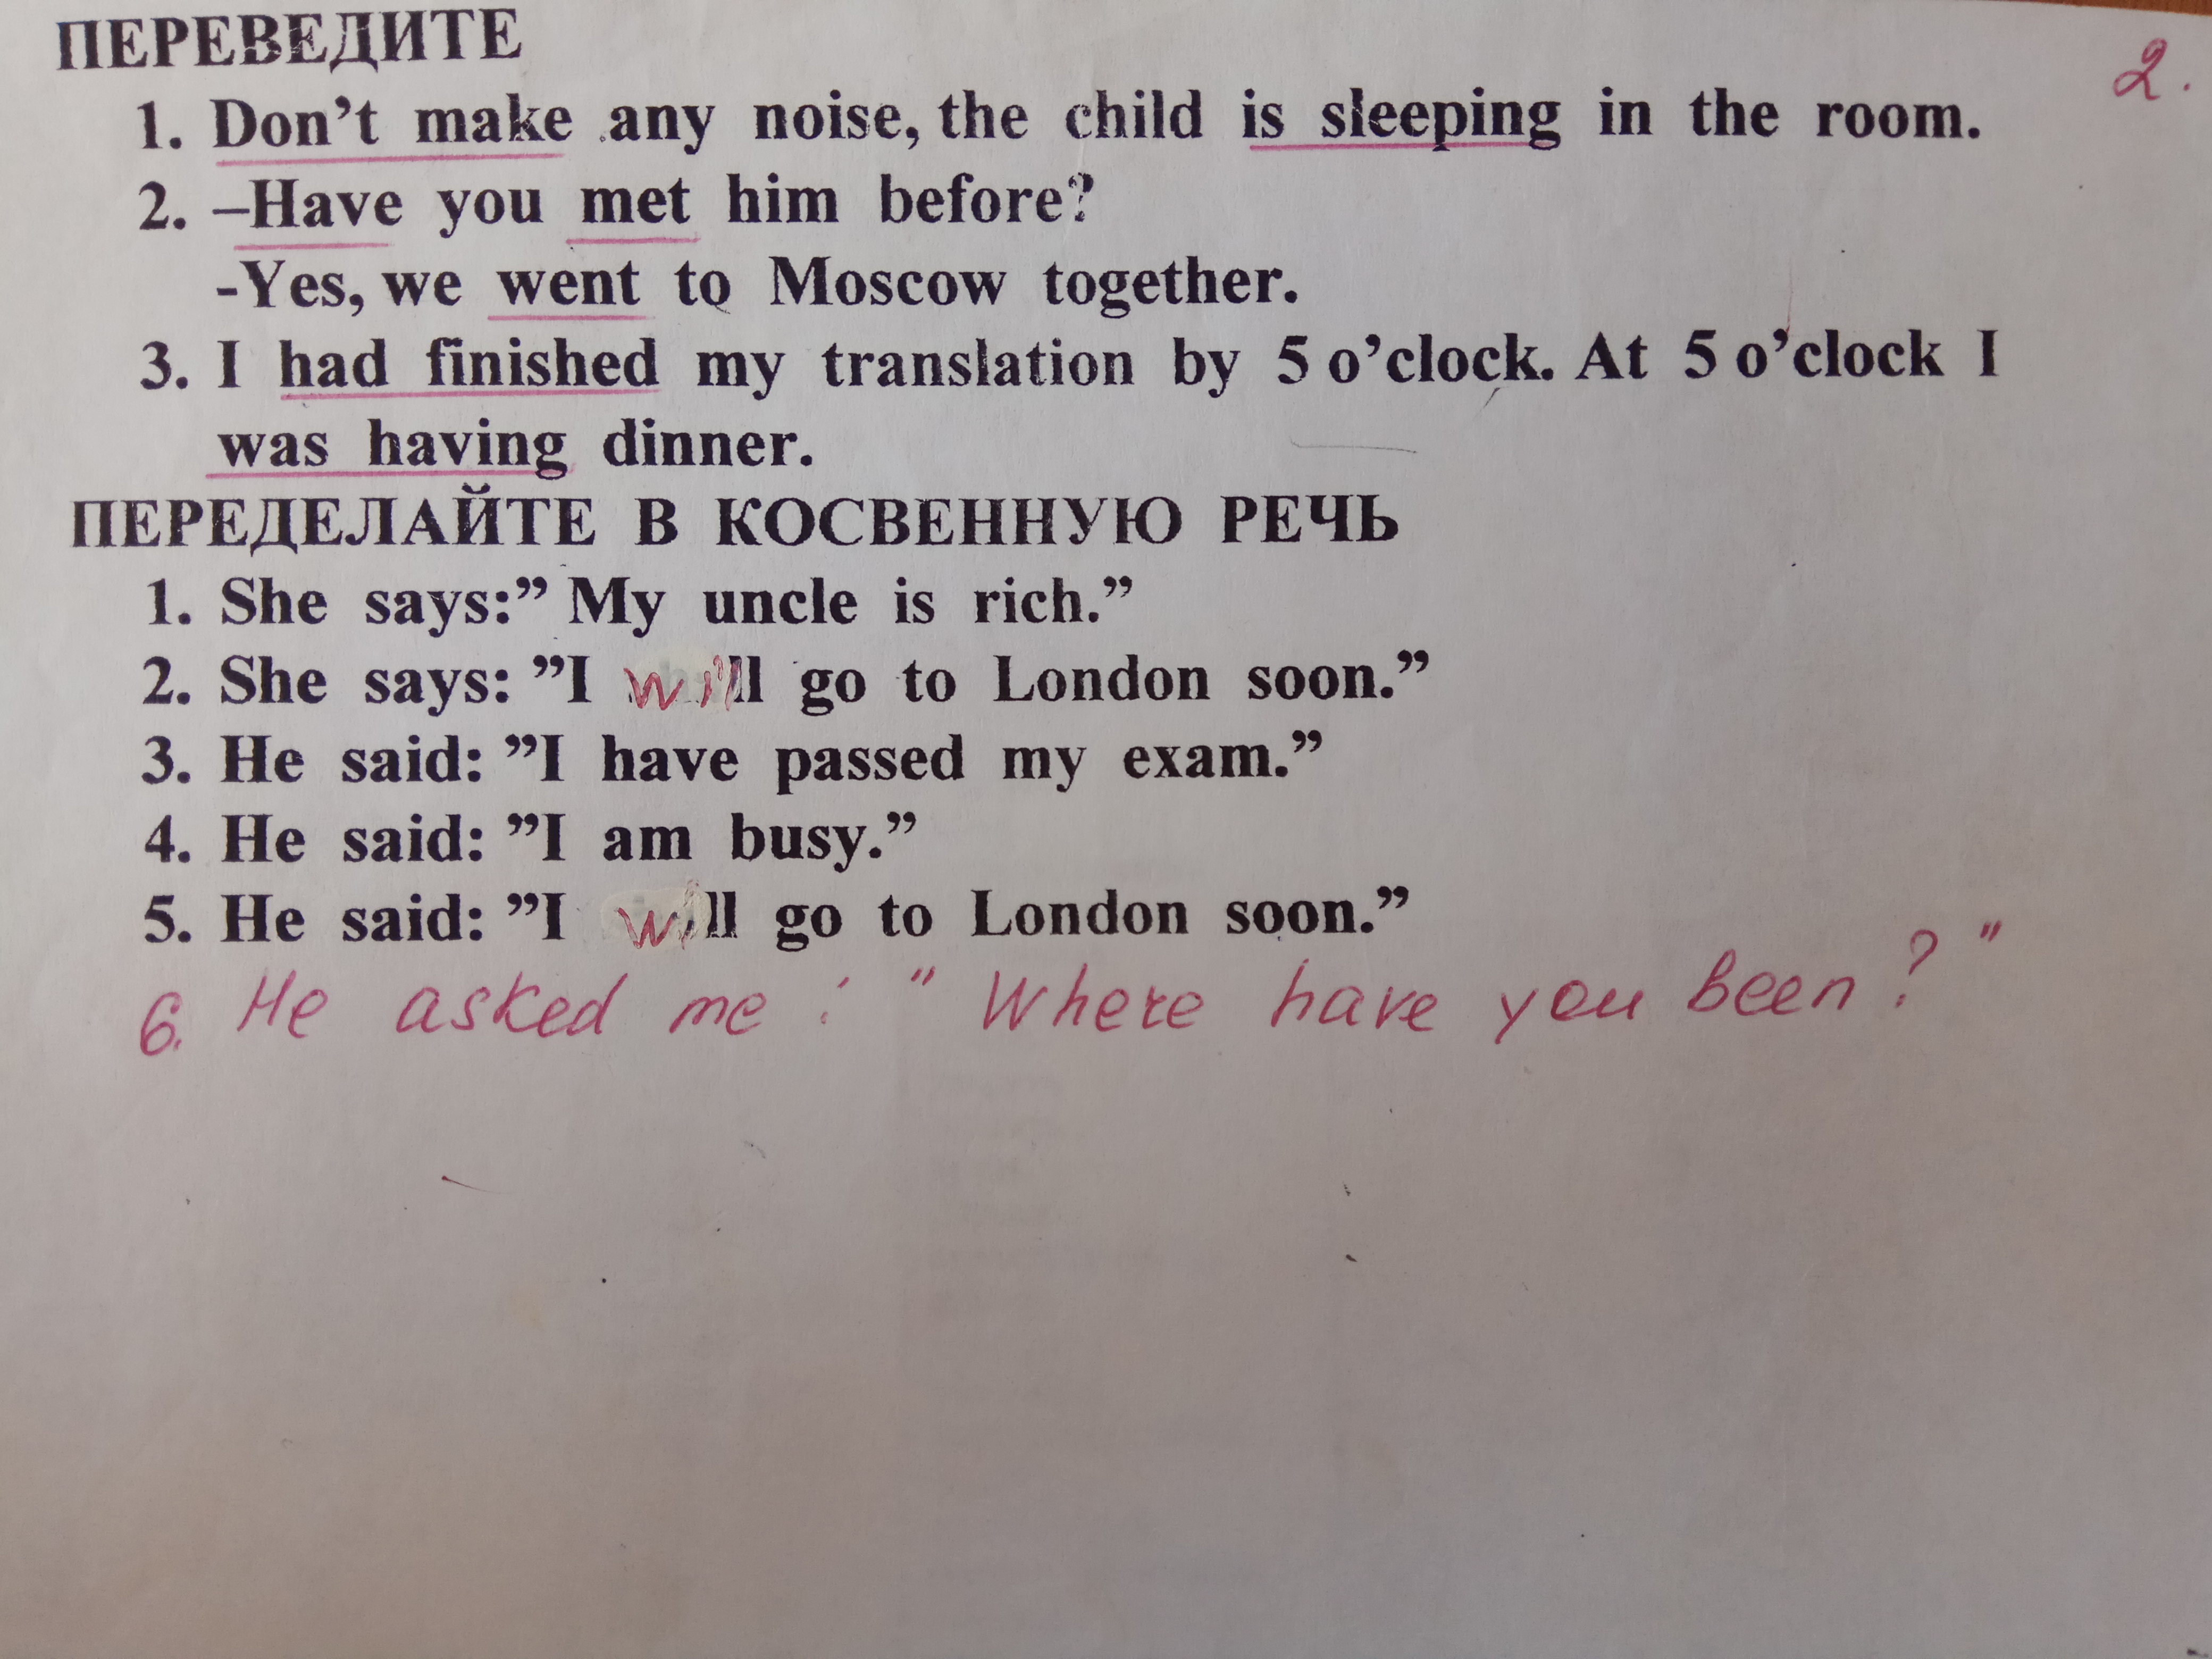 ПЕРЕВЕДИТЕ
2.
1. Don’t make any noise, the child is sleeping in the room.
2. –Have you met him before?
-Yes, we went to Moscow together.
3. I had finished my translation by 5 o’clock. At 5 o’clock I
was having dinner.
ПЕРЕДЕЛАЙТЕ В КОСВЕННУЮ РЕЧЬ
1. She says:” My uncle is rich.”
2. She says: ”I will go to London soon.”
3. He said: ”I have passed my exam.”
4. He said: ”I am busy.”
5. He said: ”I will go to London soon.”
6. He asked me: "Where have you been?"